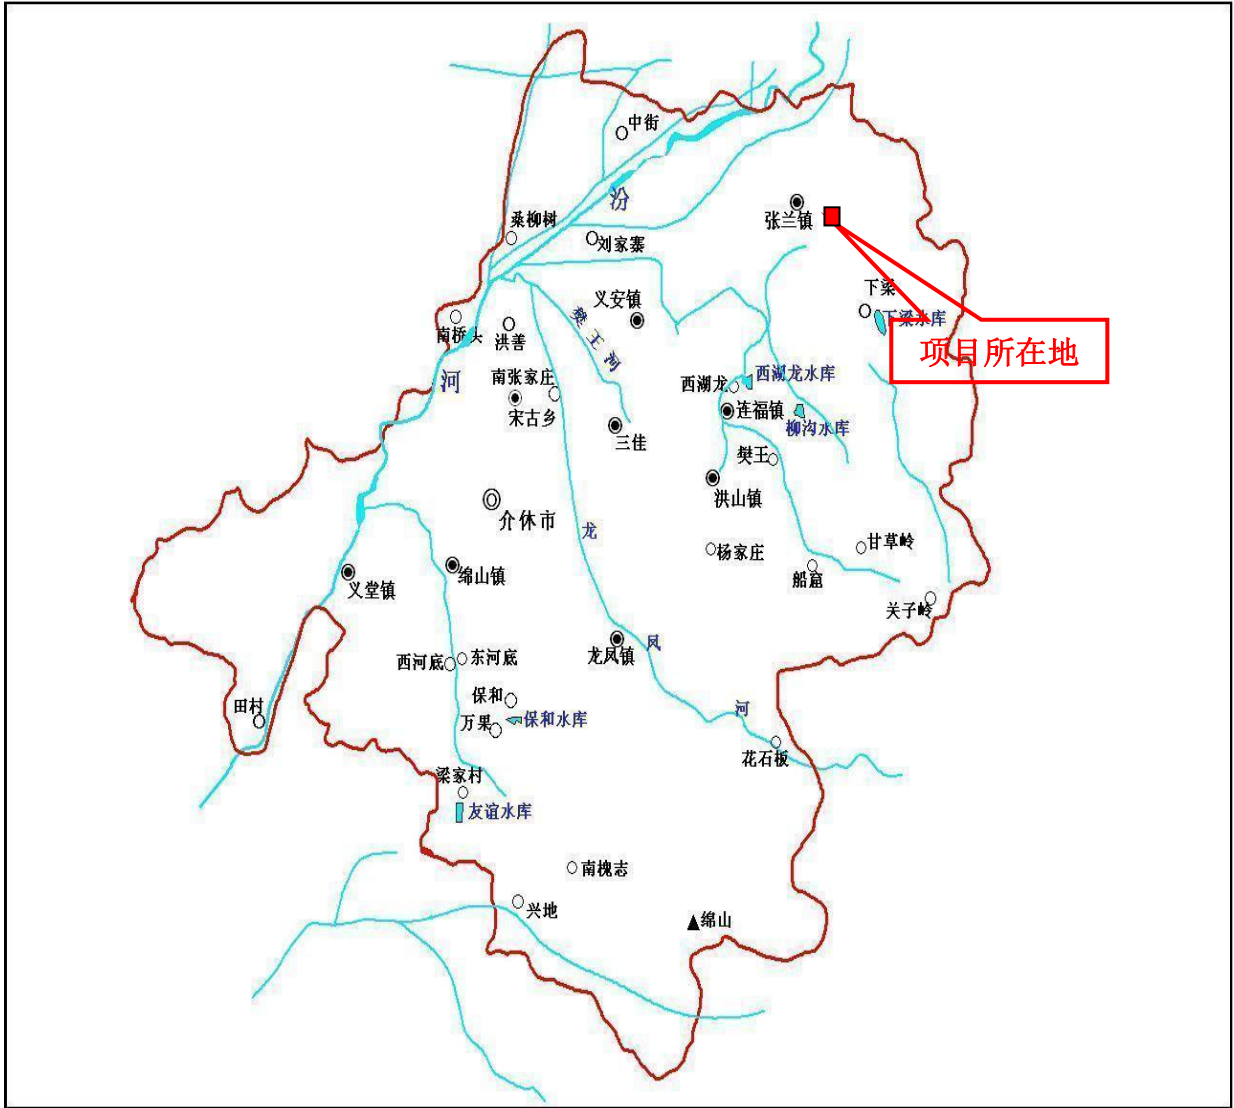 中街
汾
桑柳树
刘家寨
张兰镇
下梁
下梁水库
项目所在地
义安镇
樊王河
南桥头
洪善
河
南张家庄
宋古乡
三佳
西湖龙
西湖龙水库
连福镇
柳沟水库
樊王
洪山镇
介休市
龙
杨家庄
甘草岭
船窟
关子岭
义堂镇
绵山镇
龙凤镇
凤
西河底
东河底
保和
田村
万果
保和水库
河
花石板
梁家村
友谊水库
南槐志
兴地
绵山